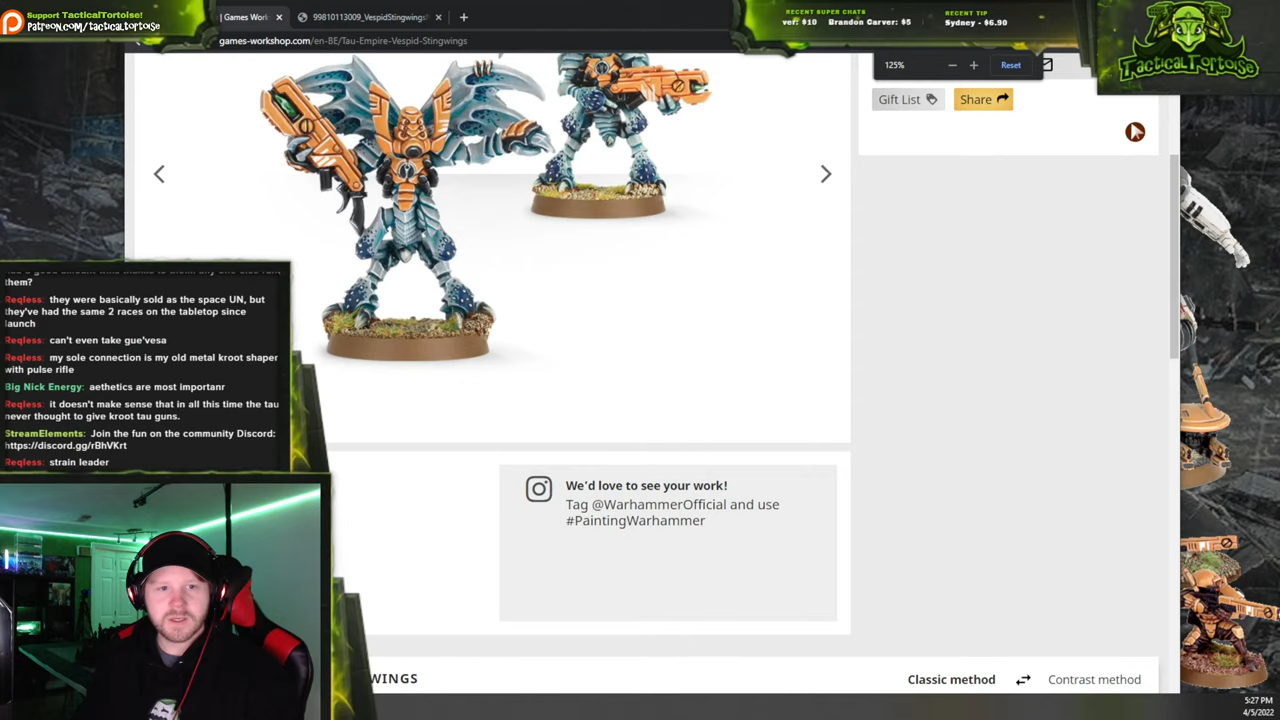 Support TacticalTortoise!
Patreon.com/tacticaltortoise
| Games Work
99810113009_VespidStingwings
RECENT SUPER CHATS
ver: $10 Brandon Carver: $5
RECENT TIP
Sydney - $6.90
TACTICALTORTOISE
games-workshop.com/en-BE/Tau-Empire-Vespid-Stingwings
125%
Reset
Gift List
Share
them?
Reqless: they were basically sold as the space UN, but
they've had the same 2 races on the tabletop since
launch
Reqless: can't even take gue'vesa
Reqless: my sole connection is my old metal kroot shaper
with pulse rifle
Big Nick Energy: aethetics are most importanr
Reqless: it doesn't make sense that in all this time the tau
never thought to give kroot tau guns.
StreamElements: Join the fun on the community Discord:
https://discord.gg/rBhVKrt
Reqless: strain leader
We'd love to see your work!
Tag @WarhammerOfficial and use
#PaintingWarhammer
WINGS
Classic method
Contrast method
5:27 PM
4/5/2022